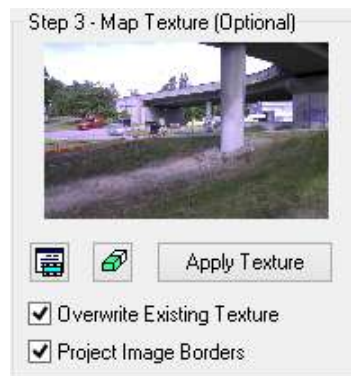 Step 3 - Map Texture (Optional)
Apply Texture
Overwrite Existing Texture
Project Image Borders